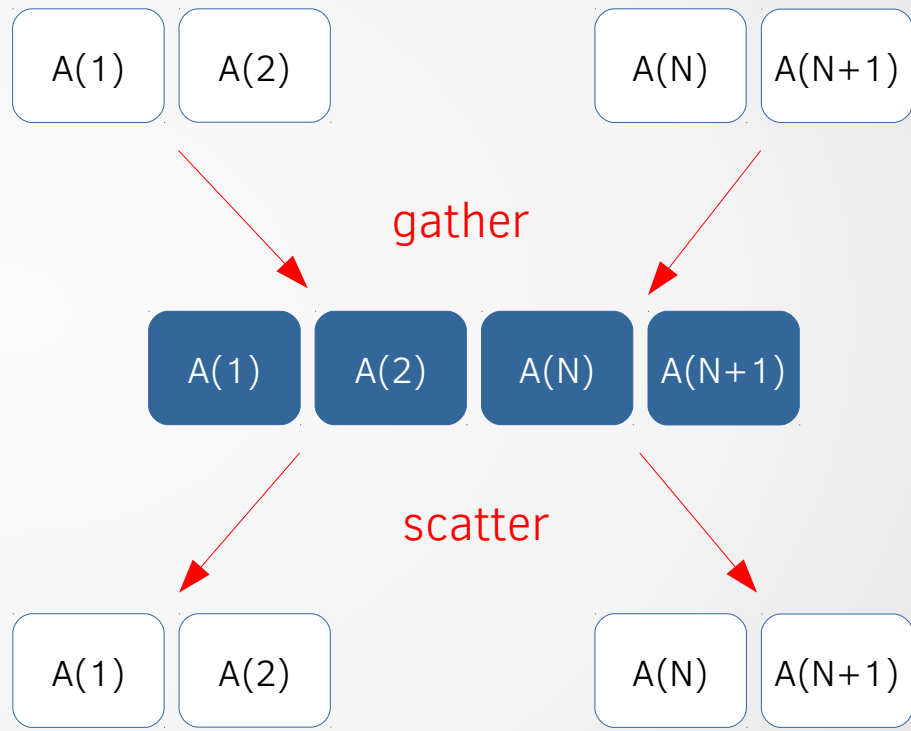 A(1) A(2) A(N) A(N+1)
gather
A(1) A(2) A(N) A(N+1)
scatter
A(1) A(2) A(N) A(N+1)